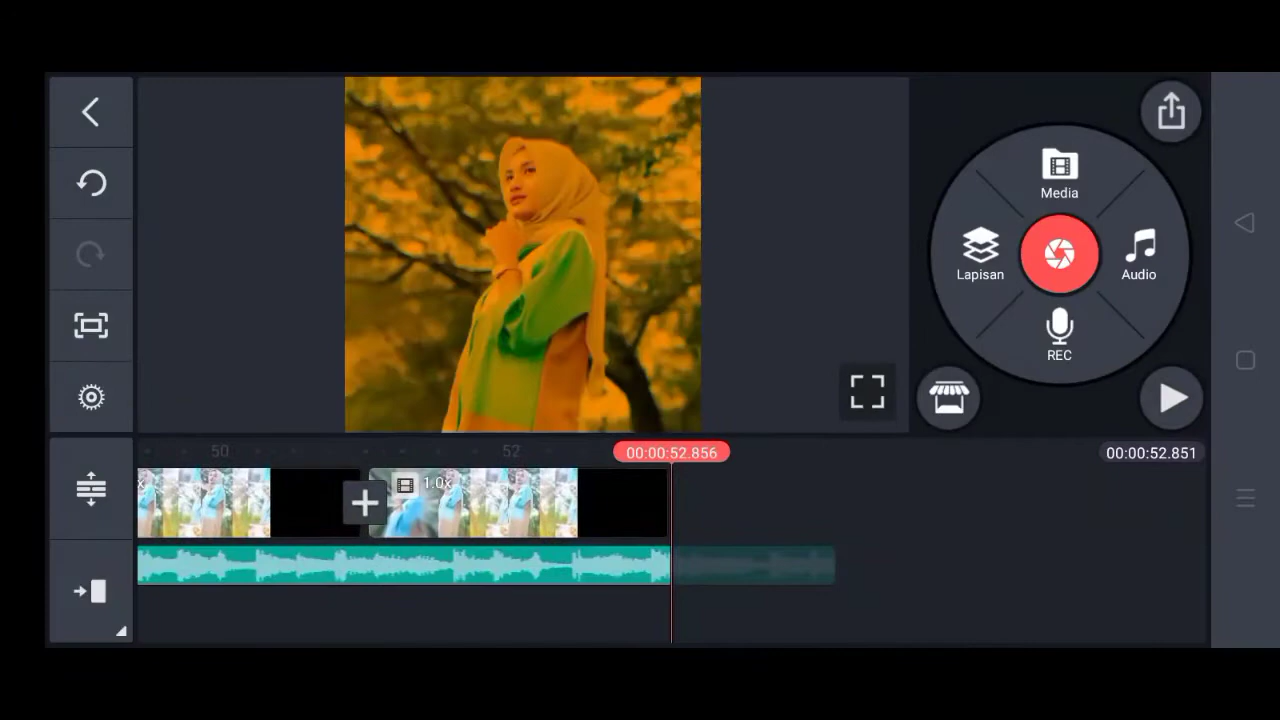 Media
Lapisan
Audio
REC
50
52
00:00:52.856
00:00:52.851
x
1.0x